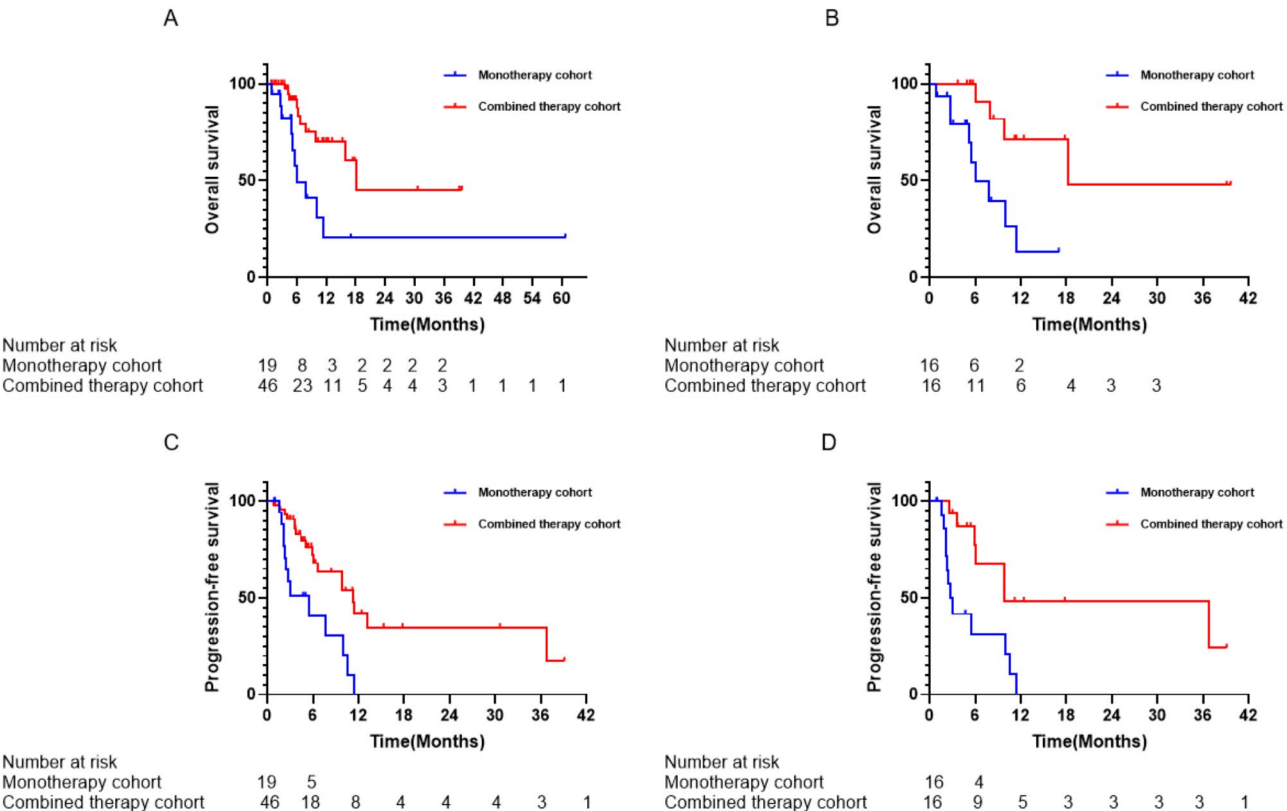 A
B
Monotherapy cohort
Combined therapy cohort
Overall survival
100
50
0
0 6 12 18 24 30 36 42 48 54 60
Time(Months)
Number at risk
Monotherapy cohort 19 8 3 2 2 2 2
Combined therapy cohort 46 23 11 5 4 4 3 1 1 1 1
Monotherapy cohort
Combined therapy cohort
Overall survival
100
50
0
0 6 12 18 24 30 36 42
Time(Months)
Number at risk
Monotherapy cohort 16 6 2
Combined therapy cohort 16 11 6 4 3 3
C
D
Monotherapy cohort
Combined therapy cohort
Progression-free survival
100
50
0
0 6 12 18 24 30 36 42
Time(Months)
Number at risk
Monotherapy cohort 19 5
Combined therapy cohort 46 18 8 4 4 4 3 1
Monotherapy cohort
Combined therapy cohort
Progression-free survival
100
50
0
0 6 12 18 24 30 36 42
Time(Months)
Number at risk
Monotherapy cohort 16 4
Combined therapy cohort 16 9 5 3 3 3 3 1